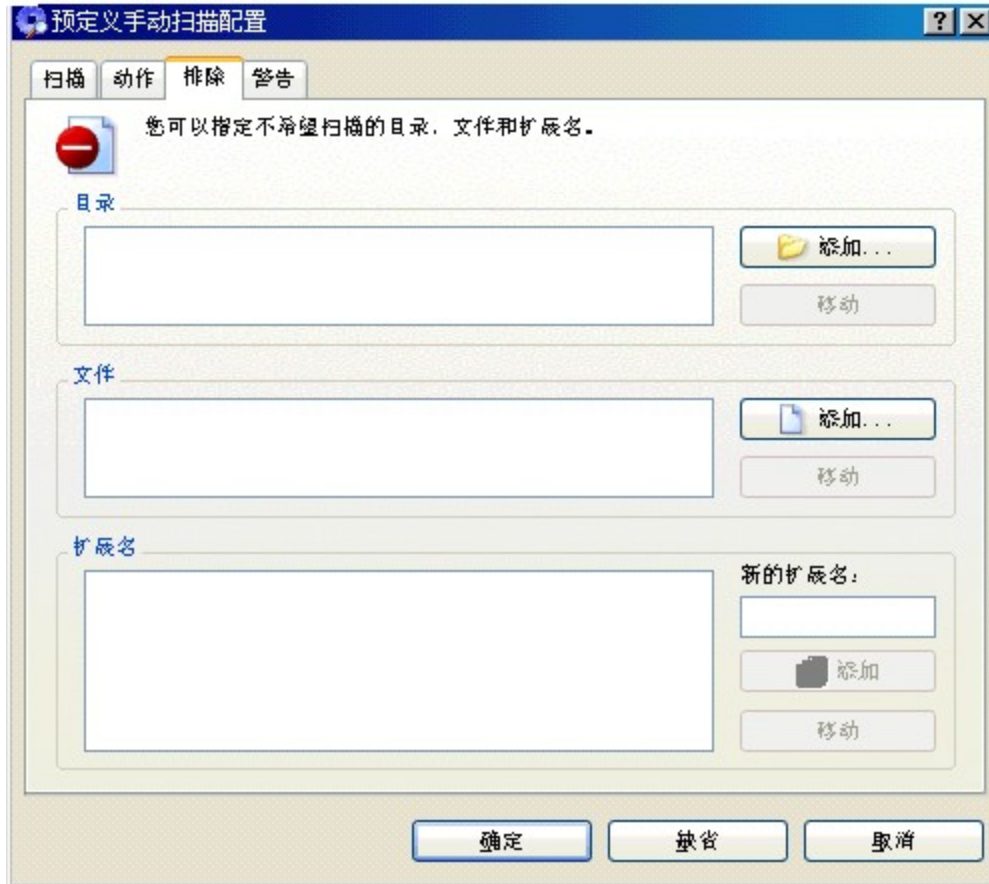 预定义手动扫描配置
扫描 动作 排除 警告
您可以指定不希望扫描的目录，文件和扩展名。
目录
添加...
移动
文件
添加...
移动
扩展名
新的扩展名：
添加
移动
确定 缺省 取消